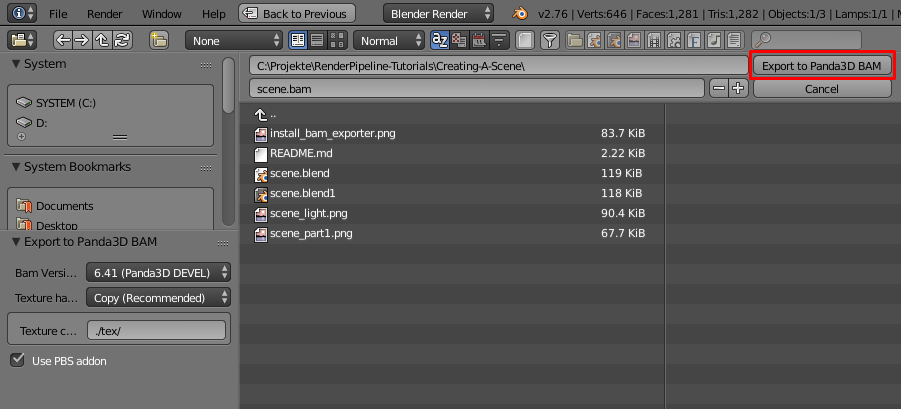 File Render Window Help Back to Previous Blender Render v2.76 | Verts:646 | Faces:1,281 | Tris:1,282 | Objects:1/3 | Lamps:1/1 |
None Normal
System
SYSTEM (C:)
D:
System Bookmarks
Documents
Desktop
Export to Panda3D BAM
Bam Versi... 6.41 (Panda3D DEVEL)
Texture ha... Copy (Recommended)
Texture c... ./tex/
Use PBS addon
C:\Projekte\RenderPipeline-Tutorials\Creating-A-Scene\ Export to Panda3D BAM
scene.bam Cancel
..
install_bam_exporter.png 83.7 KiB
README.md 2.22 KiB
scene.blend 119 KiB
scene.blend1 118 KiB
scene_light.png 90.4 KiB
scene_part1.png 67.7 KiB